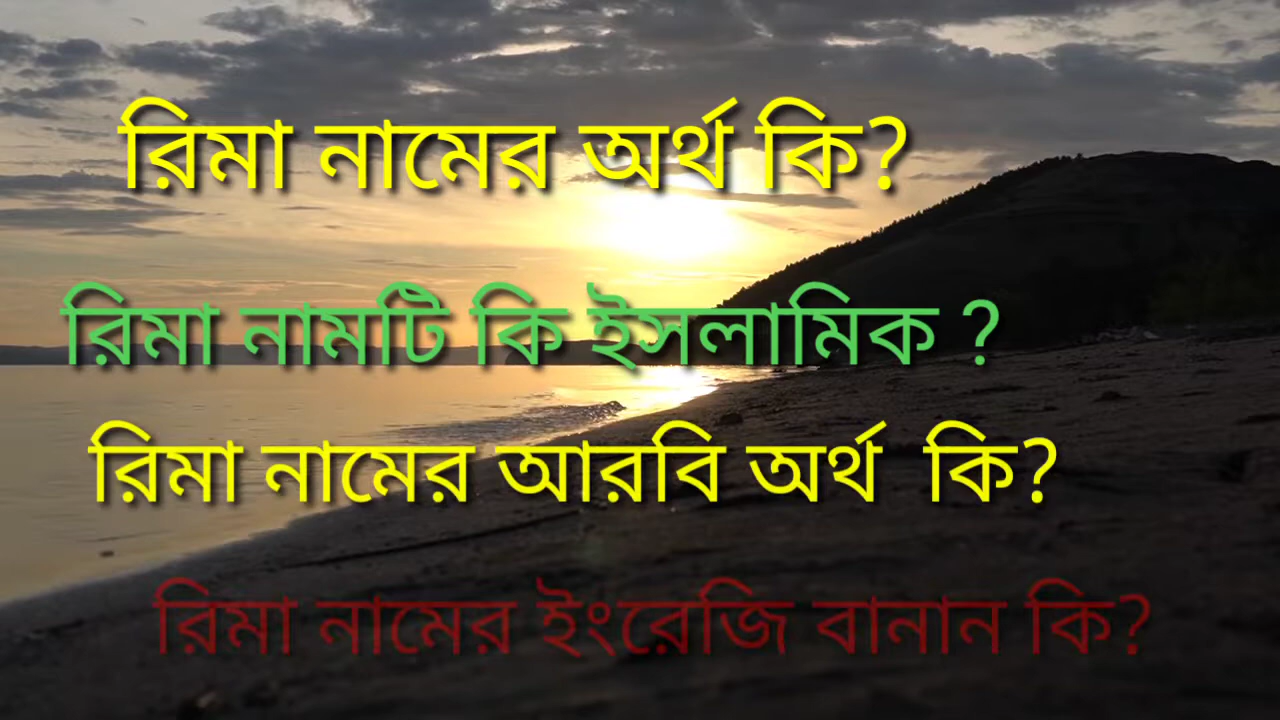 রিমা নামের অর্থ কি?
রিমা নামটি কি ইসলামিক ?
রিমা নামের আরবি অর্থ কি?
রিমা নামের ইংরেজি বানান কি?